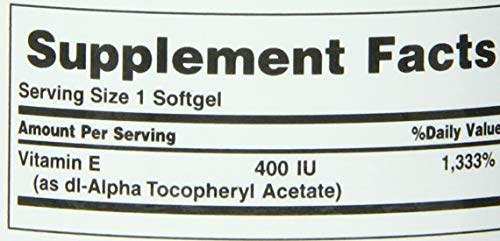 Supplement Facts
Serving Size 1 Softgel
Amount Per Serving %Daily Value
Vitamin E 400 IU 1,333%
(as dl-Alpha Tocopheryl Acetate)